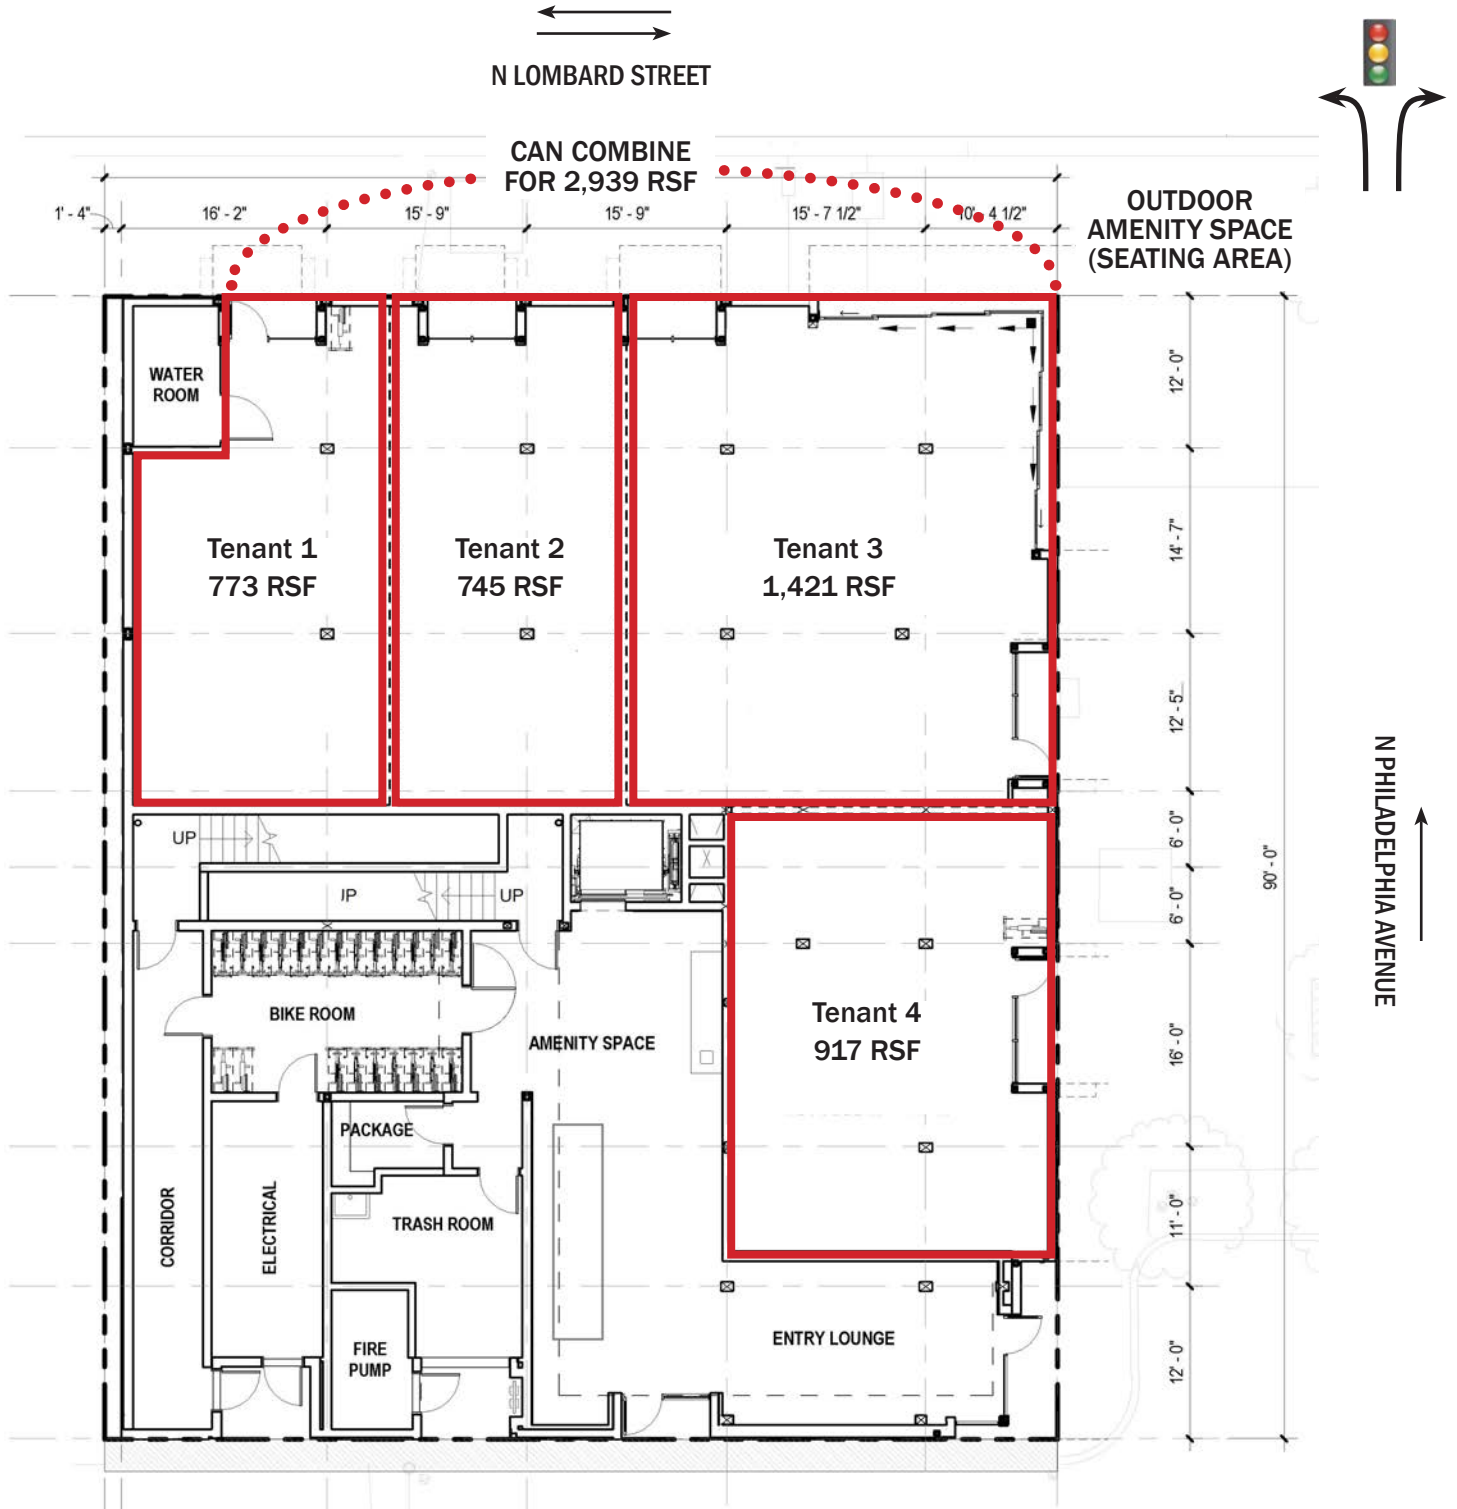 N LOMBARD STREET
CAN COMBINE
FOR 2,939 RSF
OUTDOOR
AMENITY SPACE
(SEATING AREA)
1' - 4"
16' - 2"
15' - 9"
15' - 9"
15' - 7 1/2"
10' - 4 1/2"
WATER
ROOM
Tenant 1
773 RSF
Tenant 2
745 RSF
Tenant 3
1,421 RSF
12' - 0"
14' - 7"
12' - 5"
6' - 0"
6' - 0"
16' - 0"
11' - 0"
12' - 0"
90' - 0"
N PHILADELPHIA AVENUE
UP
UP
UP
BIKE ROOM
AMENITY SPACE
Tenant 4
917 RSF
PACKAGE
CORRIDOR
ELECTRICAL
TRASH ROOM
FIRE
PUMP
ENTRY LOUNGE